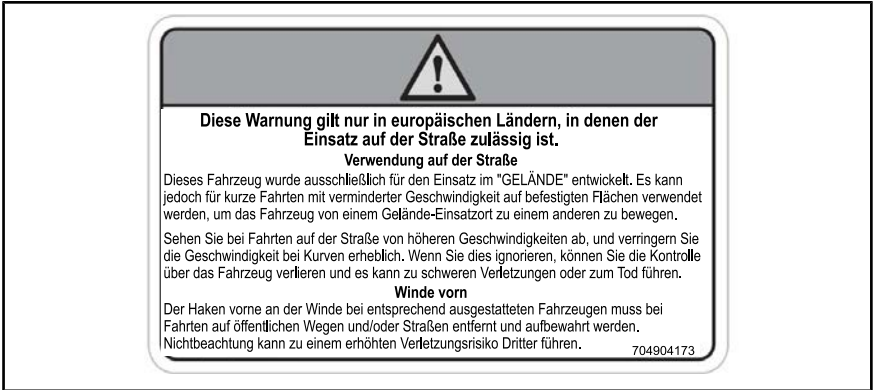 Diese Warnung gilt nur in europäischen Ländern, in denen der
Einsatz auf der Straße zulässig ist.
Verwendung auf der Straße
Dieses Fahrzeug wurde ausschließlich für den Einsatz im "GELÄNDE" entwickelt. Es kann
jedoch für kurze Fahrten mit verminderter Geschwindigkeit auf befestigten Flächen verwendet
werden, um das Fahrzeug von einem Gelände-Einsatzort zu einem anderen zu bewegen.
Sehen Sie bei Fahrten auf der Straße von höheren Geschwindigkeiten ab, und verringern Sie
die Geschwindigkeit bei Kurven erheblich. Wenn Sie dies ignorieren, können Sie die Kontrolle
über das Fahrzeug verlieren und es kann zu schweren Verletzungen oder zum Tod führen.
Winde vorn
Der Haken vorne an der Winde bei entsprechend ausgestatteten Fahrzeugen muss bei
Fahrten auf öffentlichen Wegen und/oder Straßen entfernt und aufbewahrt werden.
Nichtbeachtung kann zu einem erhöhten Verletzungsrisiko Dritter führen.
704904173